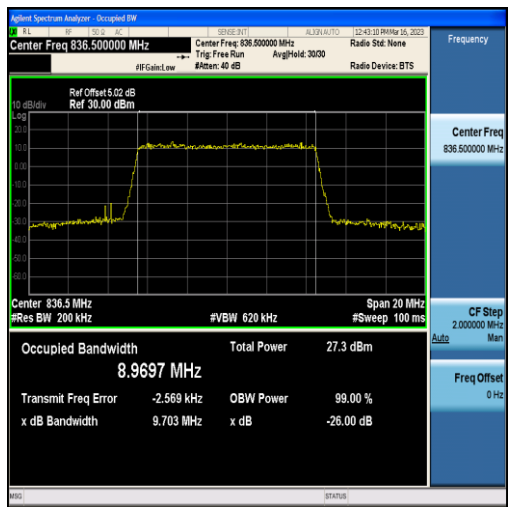 Agilent Spectrum Analyzer - Occupied BW
RL RF 50 Ω AC SENSE:INT ALIGN AUTO 12:43:10 PM Mar 16, 2023
Center Freq 836.500000 MHz
Center Freq: 836.500000 MHz
Radio Std: None
Trig: Free Run Avg|Hold: 30/30
#IFGain:Low #Atten: 40 dB Radio Device: BTS
Frequency
Ref Offset 5.02 dB
10 dB/div Ref 30.00 dBm
Log
20.0
10.0
0.00
-10.0
-20.0
-30.0
-40.0
-50.0
-60.0
Center Freq
836.500000 MHz
Center 836.5 MHz Span 20 MHz
#Res BW 200 kHz #VBW 620 kHz #Sweep 100 ms
CF Step
2.000000 MHz
Auto Man
Occupied Bandwidth Total Power 27.3 dBm
8.9697 MHz
Transmit Freq Error -2.569 kHz OBW Power 99.00 %
x dB Bandwidth 9.703 MHz x dB -26.00 dB
Freq Offset
0 Hz
MSG STATUS